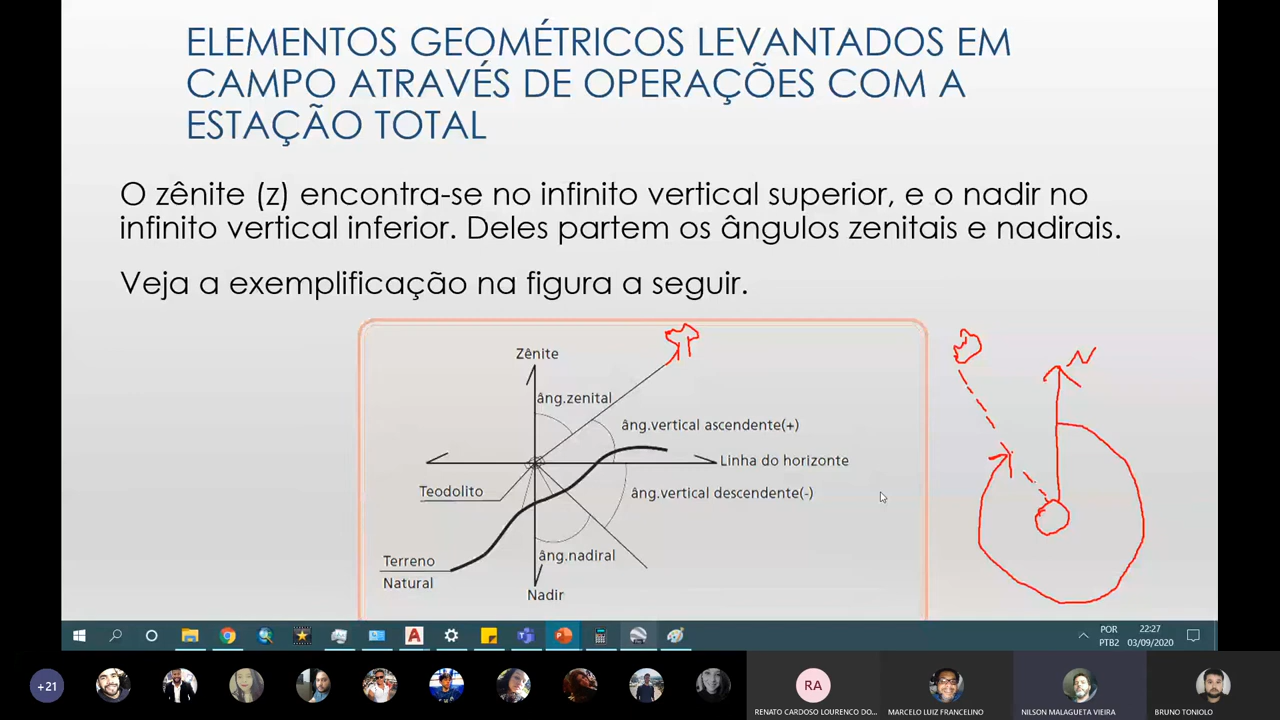 ELEMENTOS GEOMÉTRICOS LEVANTADOS EM
CAMPO ATRAVÉS DE OPERAÇÕES COM A
ESTAÇÃO TOTAL
O zênite (z) encontra-se no infinito vertical superior, e o nadir no
infinito vertical inferior. Deles partem os ângulos zenitais e nadirais.
Veja a exemplificação na figura a seguir.
Zênite
N
âng.zenital
âng.vertical ascendente(+)
Linha do horizonte
Teodolito
âng.vertical descendente(-)
âng.nadiral
Terreno
Natural
Nadir
POR
PTB2
22:27
03/09/2020
+21
RA
RENATO CARDOSO LOURENCO DO...
MARCELO LUIZ FRANCELINO
NILSON MALAGUETA VIEIRA
BRUNO TONIOLO